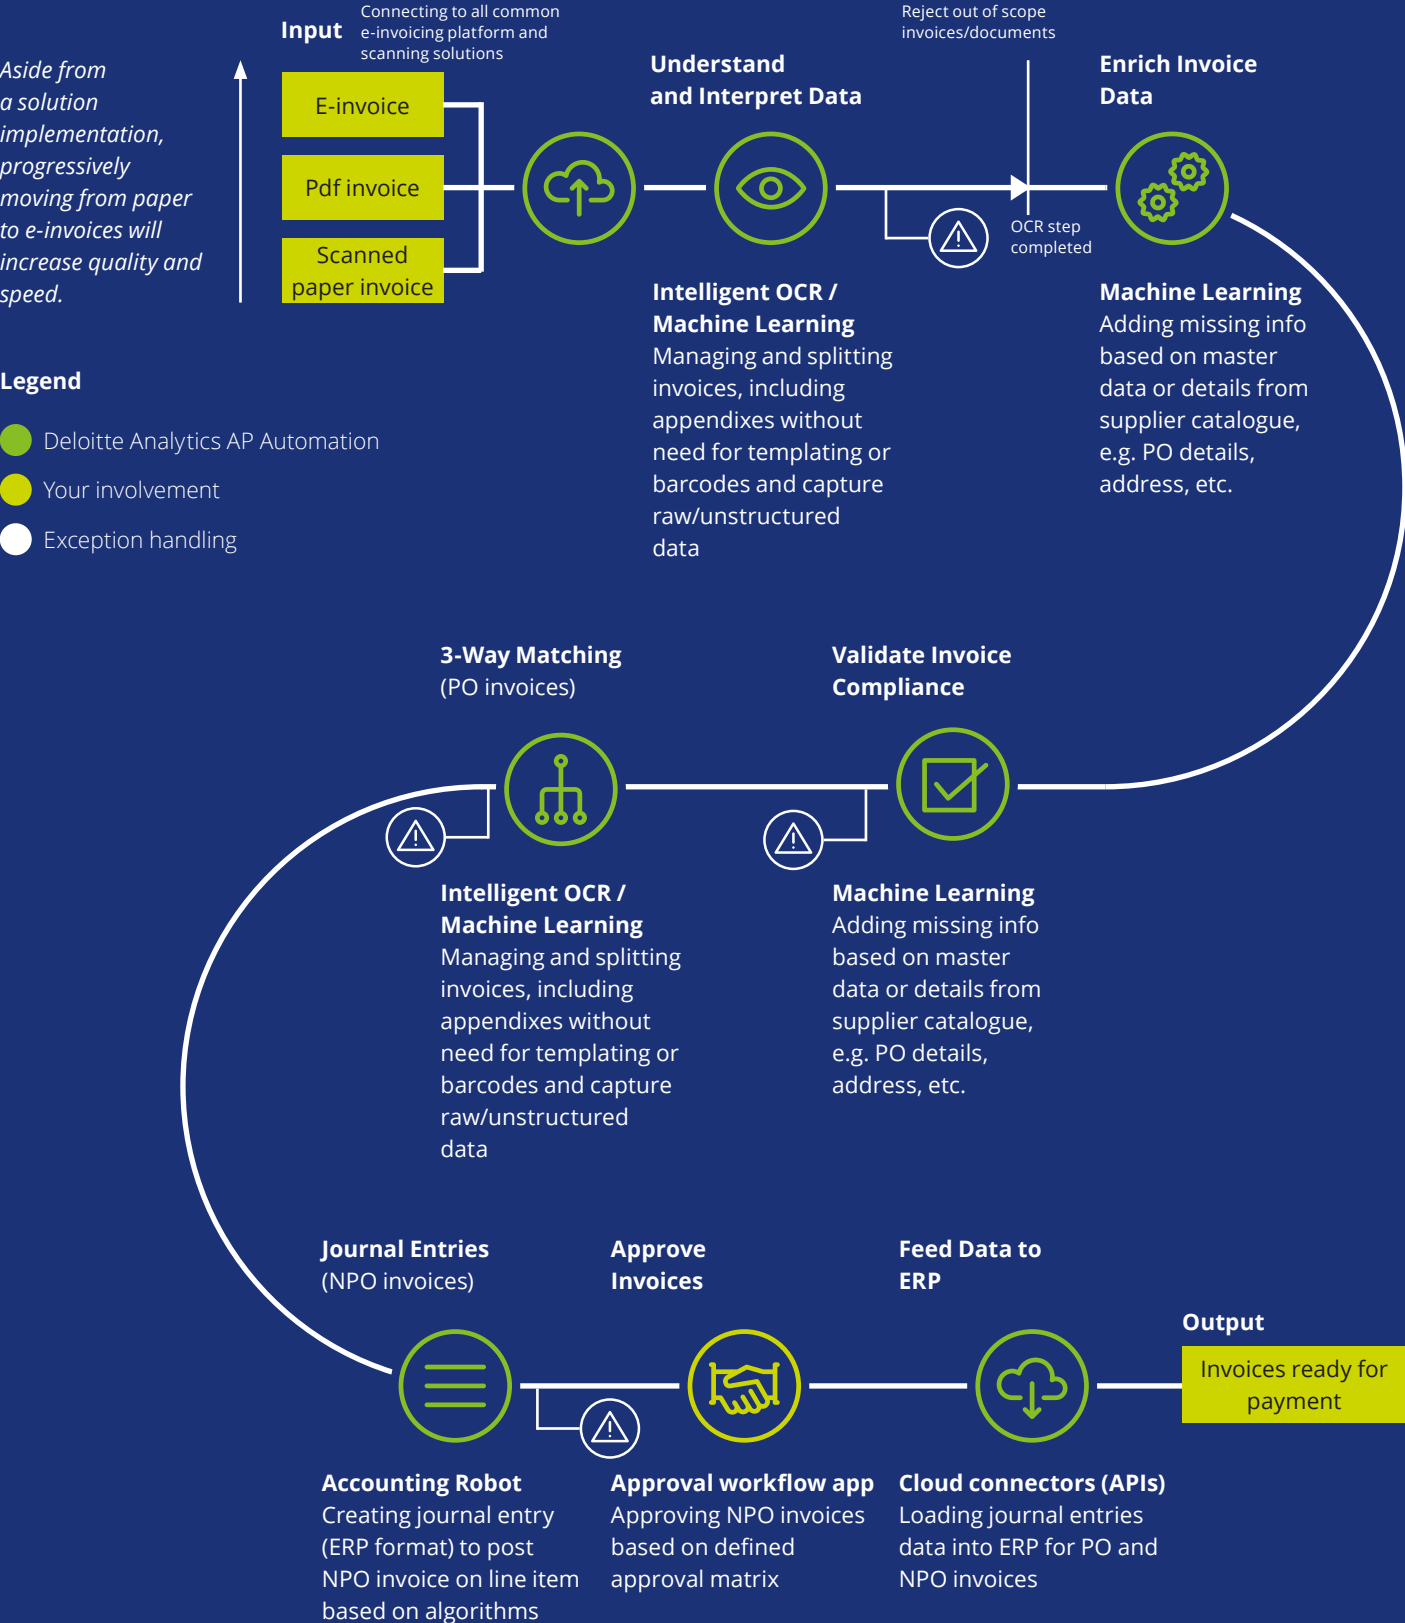 Input
Connecting to all common
e-invoicing platform and
scanning solutions
Reject out of scope
invoices/documents
Aside from
a solution
implementation,
progressively
moving from paper
to e-invoices will
increase quality and
speed.
E-invoice
Pdf invoice
Scanned
paper invoice
Understand
and Interpret Data
OCR step
completed
Enrich Invoice
Data
Intelligent OCR /
Machine Learning
Managing and splitting
invoices, including
appendixes without
need for templating or
barcodes and capture
raw/unstructured
data
Machine Learning
Adding missing info
based on master
data or details from
supplier catalogue,
e.g. PO details,
address, etc.
Legend
Deloitte Analytics AP Automation
Your involvement
Exception handling
3-Way Matching
(PO invoices)
Validate Invoice
Compliance
Intelligent OCR /
Machine Learning
Managing and splitting
invoices, including
appendixes without
need for templating or
barcodes and capture
raw/unstructured
data
Machine Learning
Adding missing info
based on master
data or details from
supplier catalogue,
e.g. PO details,
address, etc.
Journal Entries
(NPO invoices)
Approve
Invoices
Feed Data to
ERP
Output
Invoices ready for
payment
Accounting Robot
Creating journal entry
(ERP format) to post
NPO invoice on line item
based on algorithms
Approval workflow app
Approving NPO invoices
based on defined
approval matrix
Cloud connectors (APIs)
Loading journal entries
data into ERP for PO and
NPO invoices